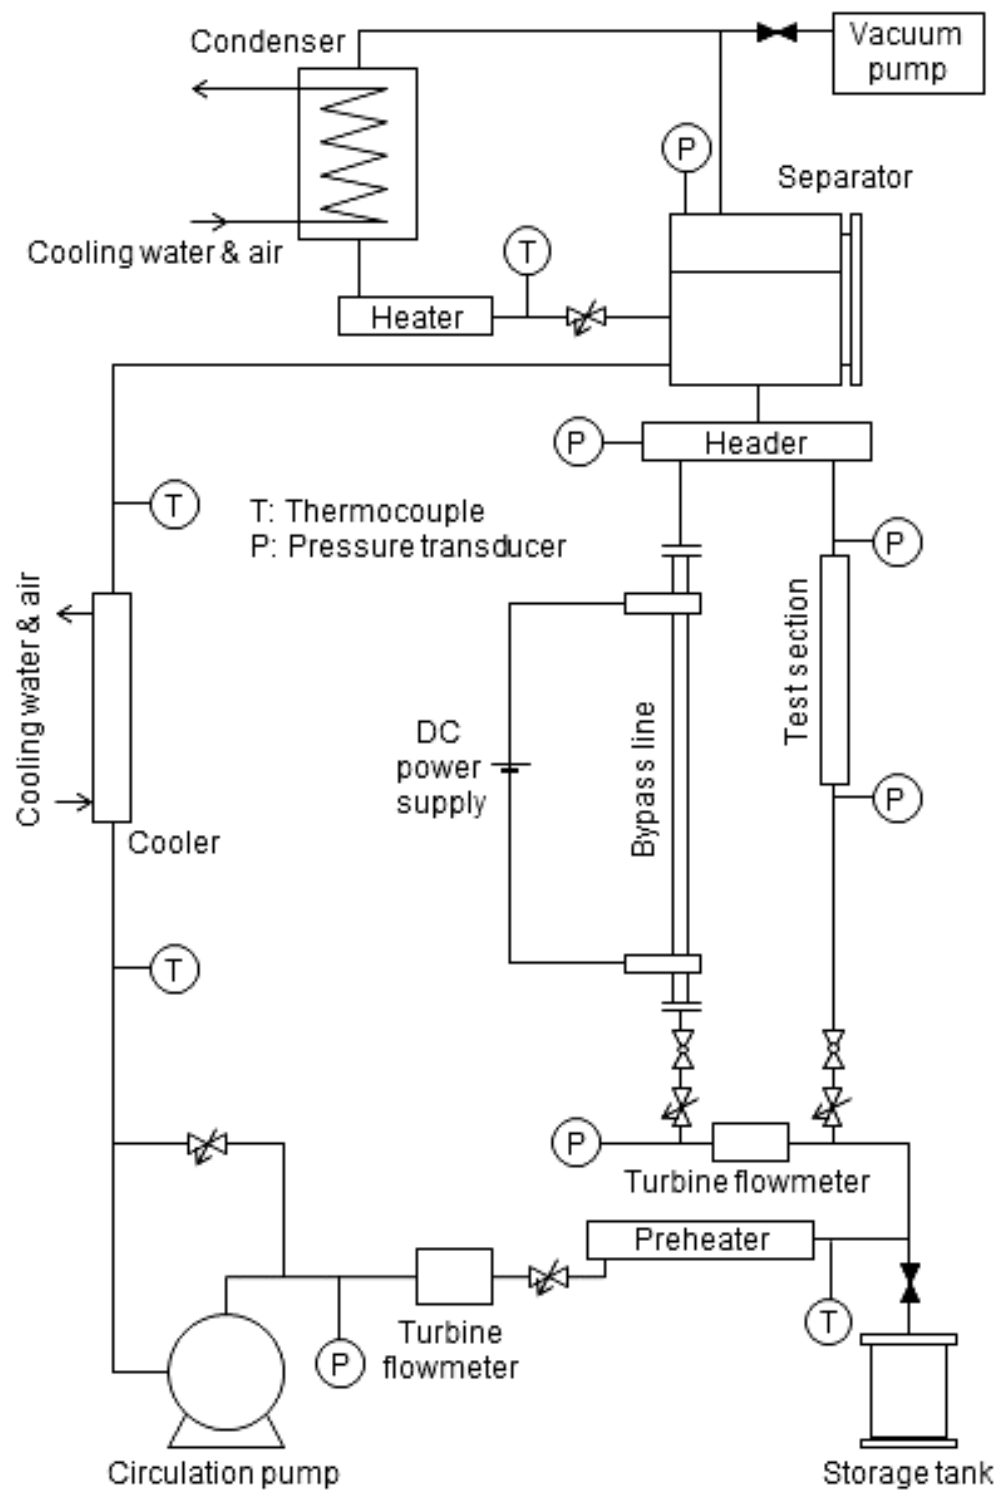 Condenser
Vacuum
pump
P
Separator
T
Cooling water & air
Heater
P
Header
T
T: Thermocouple
P: Pressure transducer
P
Cooling water & air
Test section
DC
power
supply
Bypass line
P
Cooler
T
P
Turbine flowmeter
Preheater
T
Turbine
flowmeter
P
Circulation pump
Storage tank